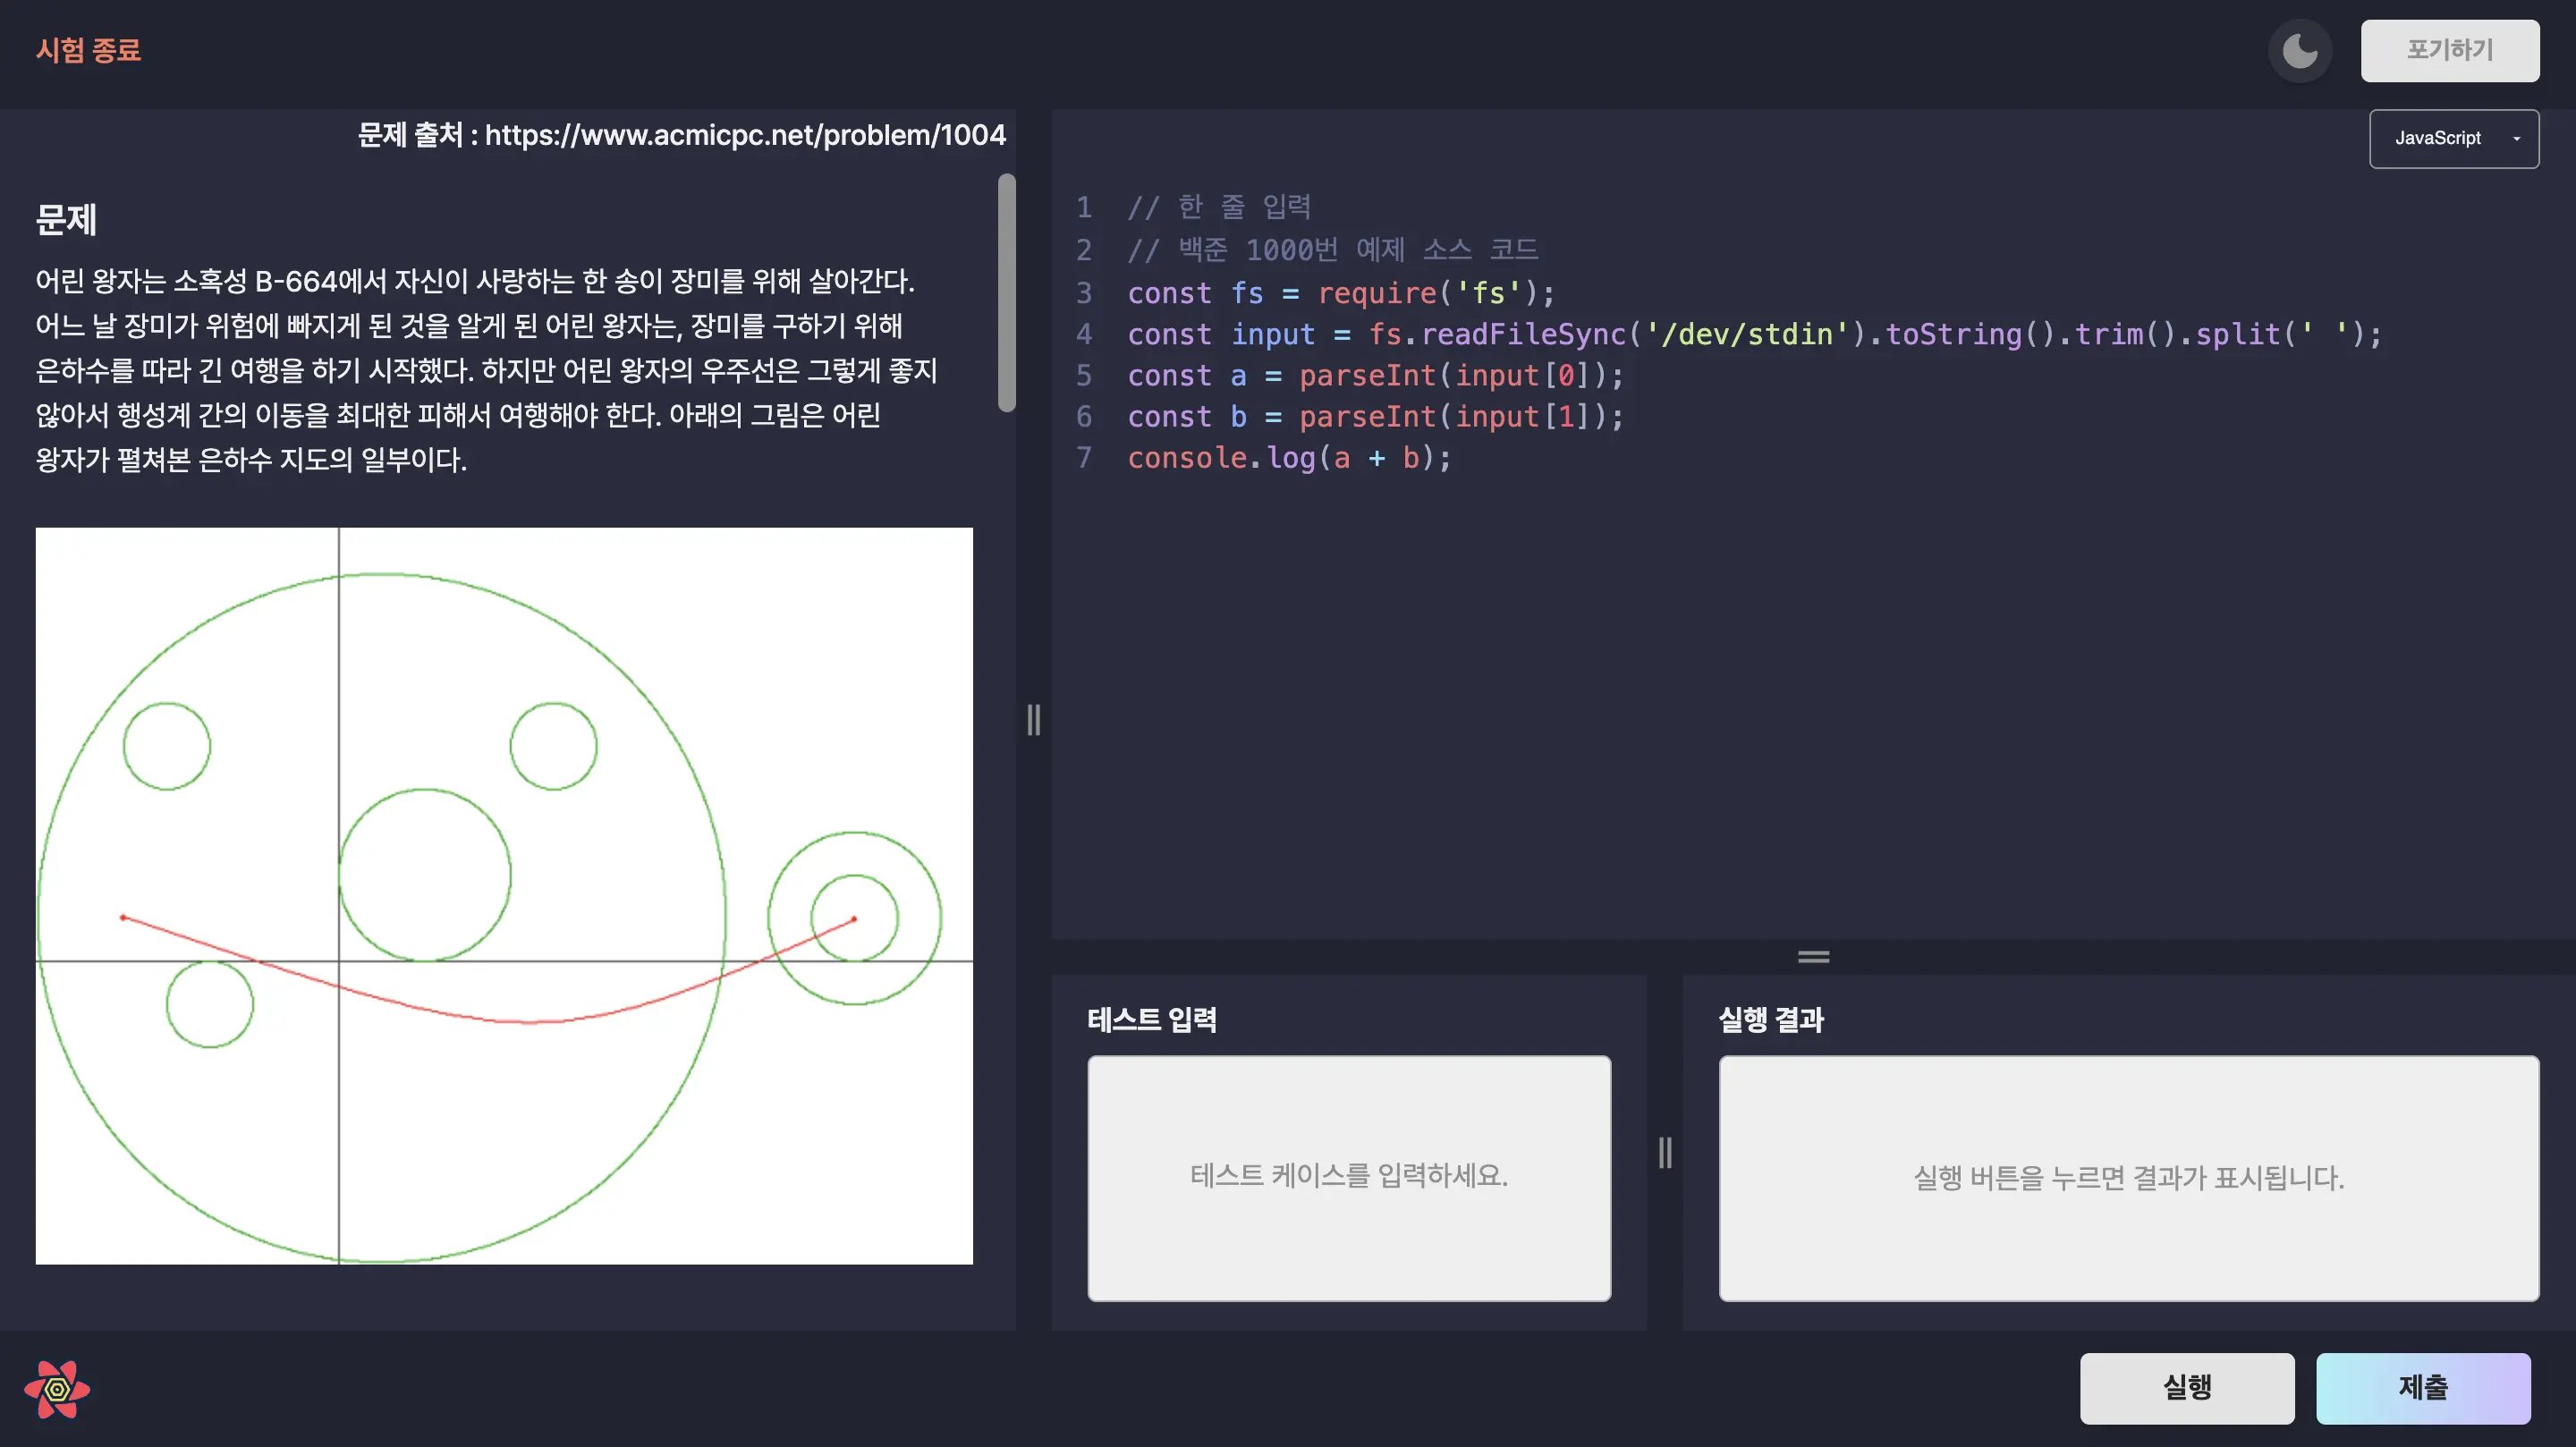 시험 종료
포기하기
문제 출처 : https://www.acmicpc.net/problem/1004
문제
어린 왕자는 소혹성 B-664에서 자신이 사랑하는 한 송이 장미를 위해 살아간다.
어느 날 장미가 위험에 빠지게 된 것을 알게 된 어린 왕자는, 장미를 구하기 위해
은하수를 따라 긴 여행을 하기 시작했다. 하지만 어린 왕자의 우주선은 그렇게 좋지
않아서 행성계 간의 이동을 최대한 피해서 여행해야 한다. 아래의 그림은 어린
왕자가 펼쳐본 은하수 지도의 일부이다.
JavaScript
1 // 한 줄 입력
2 // 백준 1000번 예제 소스 코드
3 const fs = require('fs');
4 const input = fs.readFileSync('/dev/stdin').toString().trim().split(' ');
5 const a = parseInt(input[0]);
6 const b = parseInt(input[1]);
7 console.log(a + b);
테스트 입력
테스트 케이스를 입력하세요.
실행 결과
실행 버튼을 누르면 결과가 표시됩니다.
실행
제출